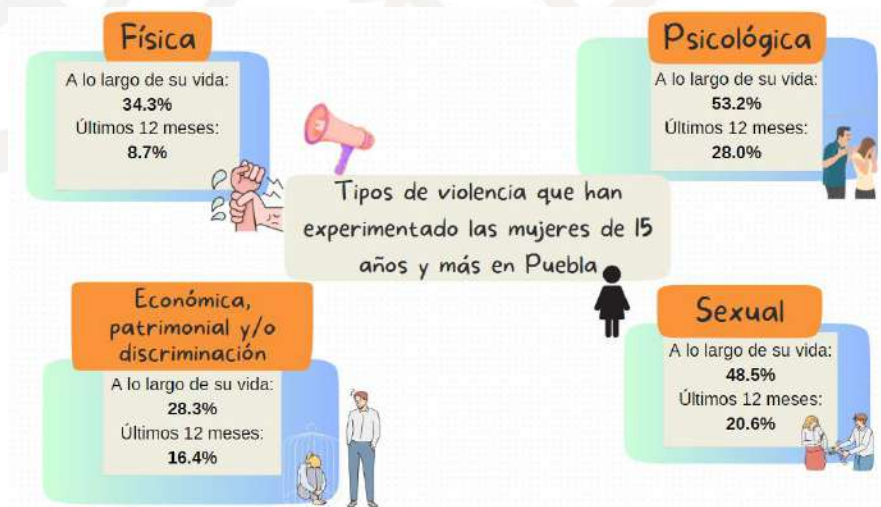 Física
A lo largo de su vida:
34.3%
Últimos 12 meses:
8.7%
Psicológica
A lo largo de su vida:
53.2%
Últimos 12 meses:
28.0%
Tipos de violencia que han
experimentado las mujeres de 15
años y más en Puebla
Económica,
patrimonial y/o
discriminación
A lo largo de su vida:
28.3%
Últimos 12 meses:
16.4%
Sexual
A lo largo de su vida:
48.5%
Últimos 12 meses:
20.6%